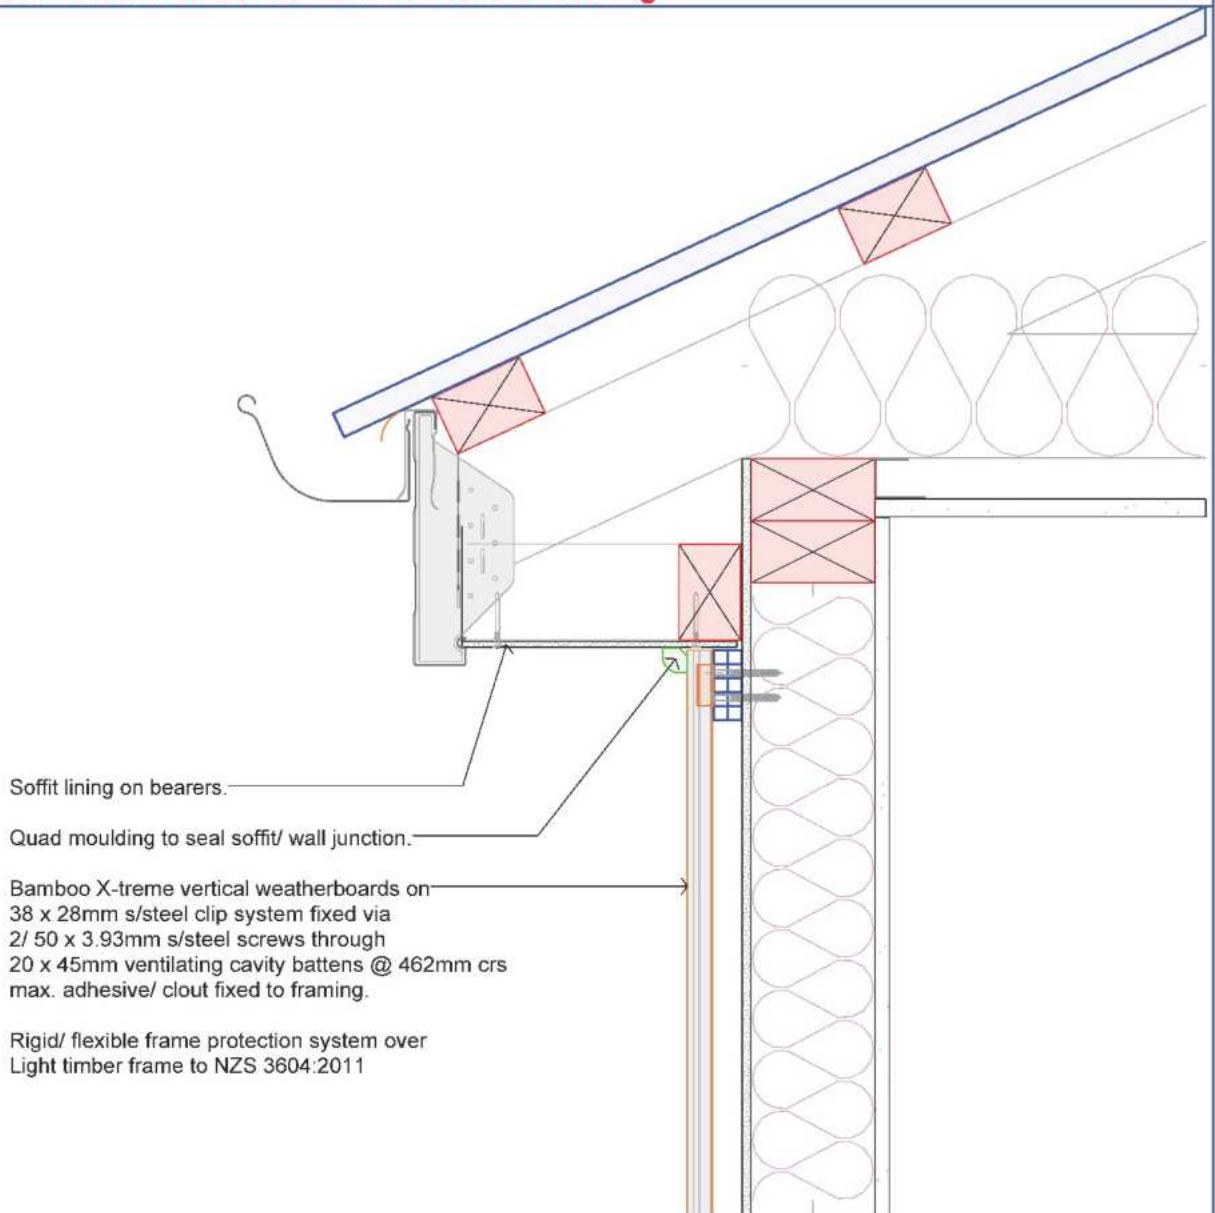 Soffit lining on bearers.
Quad moulding to seal soffit/ wall junction.
Bamboo X-treme vertical weatherboards on
38 x 28mm s/steel clip system fixed via
2/ 50 x 3.93mm s/steel screws through
20 x 45mm ventilating cavity battens @ 462mm crs
max. adhesive/ clout fixed to framing.
Rigid/ flexible frame protection system over
Light timber frame to NZS 3604:2011